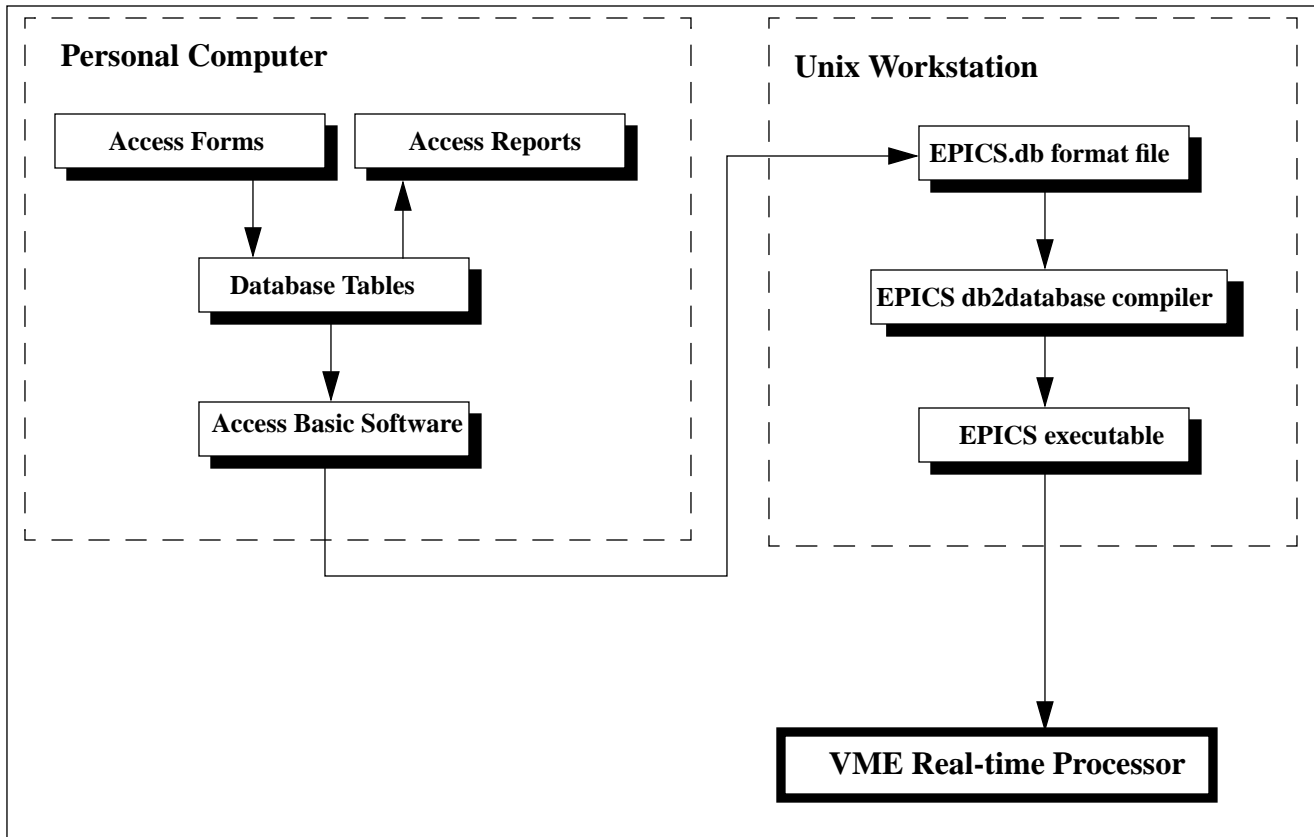 Personal Computer
Access Forms
Access Reports
Database Tables
Access Basic Software
Unix Workstation
EPICS.db format file
EPICS db2database compiler
EPICS executable
VME Real-time Processor